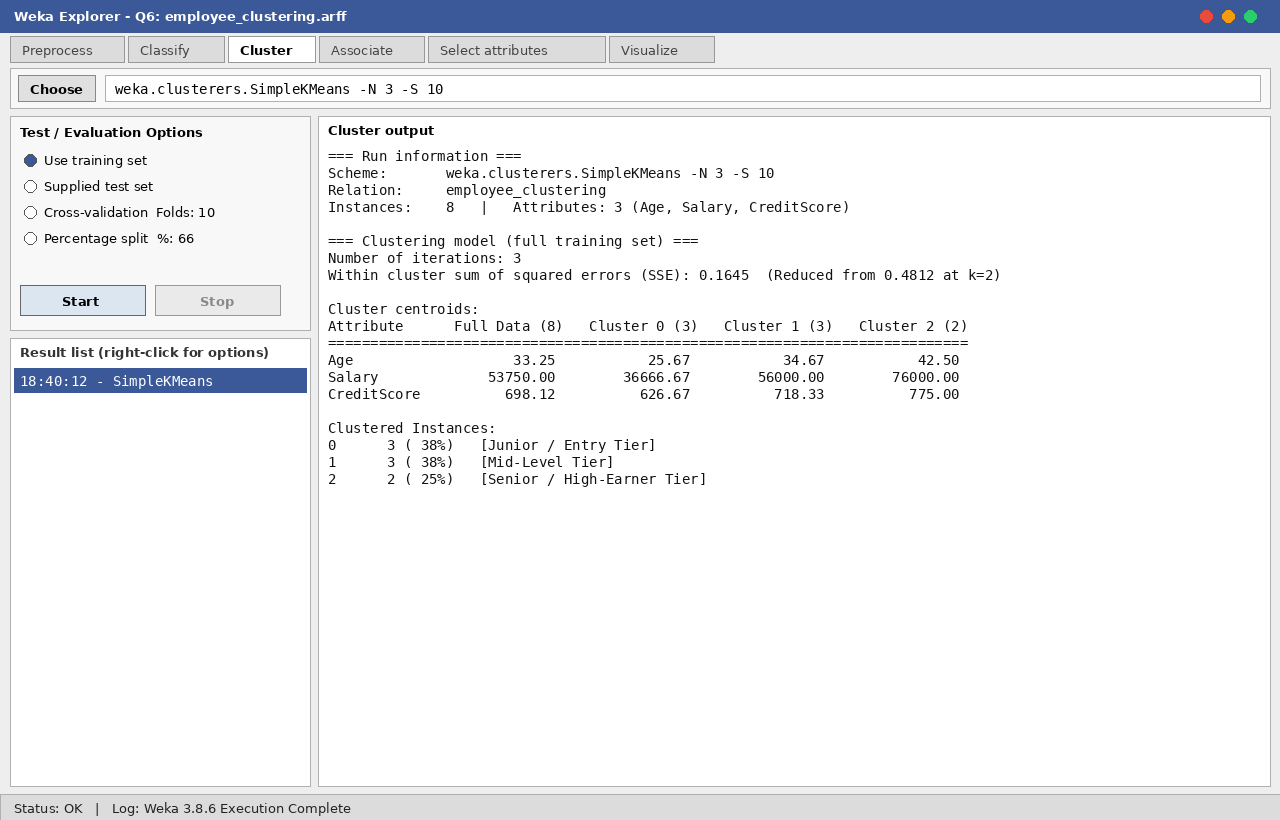 Weka Explorer - Q6: employee_clustering.arff
Preprocess Classify Cluster Associate Select attributes Visualize
Choose weka.clusterers.SimpleKMeans -N 3 -S 10
Test / Evaluation Options
Use training set
Supplied test set
Cross-validation  Folds: 10
Percentage split  %: 66
Start Stop
Result list (right-click for options)
18:40:12 - SimpleKMeans
Cluster output
=== Run information ===
Scheme:       weka.clusterers.SimpleKMeans -N 3 -S 10
Relation:     employee_clustering
Instances:    8   |   Attributes: 3 (Age, Salary, CreditScore)
=== Clustering model (full training set) ===
Number of iterations: 3
Within cluster sum of squared errors (SSE): 0.1645  (Reduced from 0.4812 at k=2)
Cluster centroids:
Attribute      Full Data (8)   Cluster 0 (3)   Cluster 1 (3)   Cluster 2 (2)
============================================================================
Age                   33.25           25.67           34.67           42.50
Salary             53750.00        36666.67        56000.00        76000.00
CreditScore          698.12          626.67          718.33          775.00
Clustered Instances:
0      3 ( 38%)   [Junior / Entry Tier]
1      3 ( 38%)   [Mid-Level Tier]
2      2 ( 25%)   [Senior / High-Earner Tier]
Status: OK   |   Log: Weka 3.8.6 Execution Complete